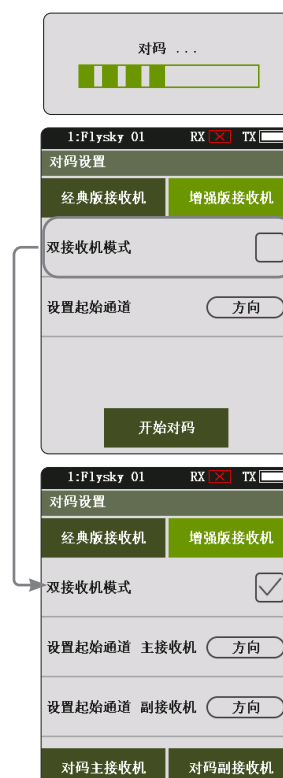 对码 ...
1:Flysky 01 RX TX
对码设置
经典版接收机 增强版接收机
双接收机模式
设置起始通道 方向
开始对码
1:Flysky 01 RX TX
对码设置
经典版接收机 增强版接收机
双接收机模式
设置起始通道 主接收机 方向
设置起始通道 副接收机 方向
对码主接收机 对码副接收机